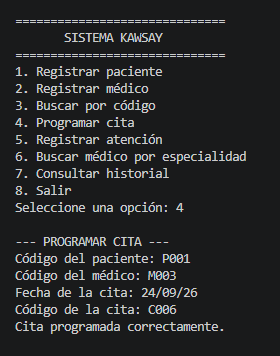 ==============================
SISTEMA KAWSAY
==============================
1. Registrar paciente
2. Registrar médico
3. Buscar por código
4. Programar cita
5. Registrar atención
6. Buscar médico por especialidad
7. Consultar historial
8. Salir
Seleccione una opción: 4
--- PROGRAMAR CITA ---
Código del paciente: P001
Código del médico: M003
Fecha de la cita: 24/09/26
Código de la cita: C006
Cita programada correctamente.